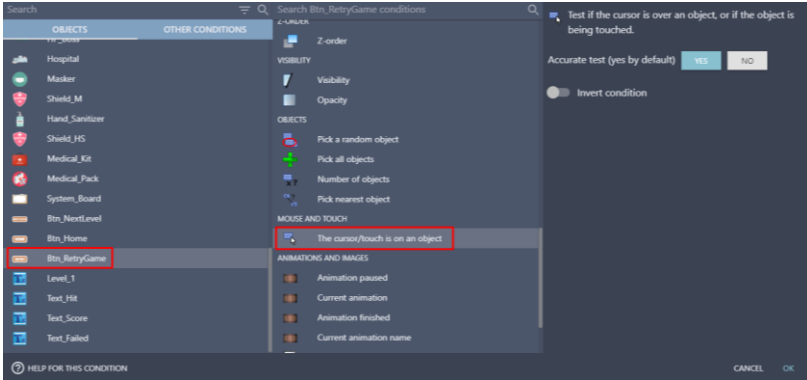 Search
OBJECTS
OTHER CONDITIONS
Hospital
Masker
Shield_M
Hand_Sanitizer
Shield_HS
Medical_Kit
Medical_Pack
System_Board
Btn_NextLevel
Btn_Home
Btn_RetryGame
Level_1
Text_Hit
Text_Score
Text_Failed
Search Btn_RetryGame conditions
Z-ORDER
Z-order
VISIBILITY
Visibility
Opacity
OBJECTS
Pick a random object
Pick all objects
Number of objects
Pick nearest object
MOUSE AND TOUCH
The cursor/touch is on an object
ANIMATIONS AND IMAGES
Animation paused
Current animation
Animation finished
Current animation name
Test if the cursor is over an object, or if the object is
being touched.
Accurate test (yes by default)
YES
NO
Invert condition
HELP FOR THIS CONDITION
CANCEL
OK